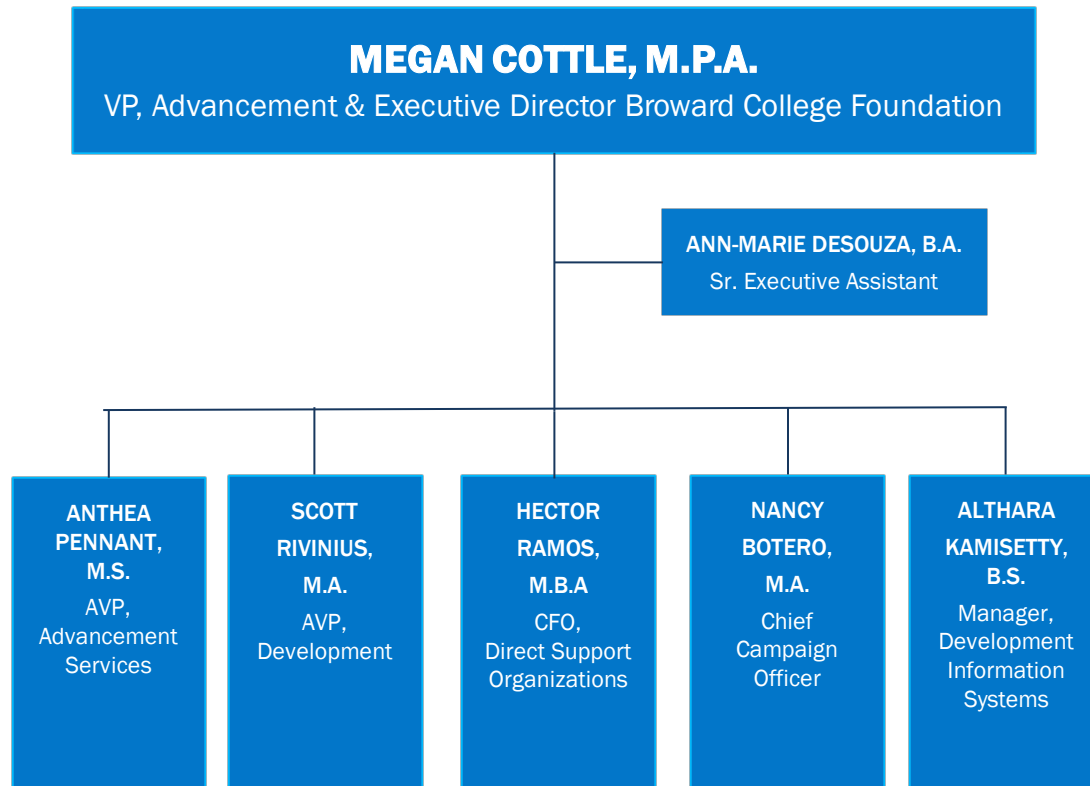 MEGAN COTTLE, M.P.A.
VP, Advancement & Executive Director Broward College Foundation
ANN-MARIE DESOUZA, B.A.
Sr. Executive Assistant
ANTHEA
PENNANT,
M.S.
AVP,
Advancement
Services
SCOTT
RIVINIUS,
M.A.
AVP,
Development
HECTOR
RAMOS,
M.B.A
CFO,
Direct Support
Organizations
NANCY
BOTERO,
M.A.
Chief
Campaign
Officer
ALTHARA
KAMISETTY,
B.S.
Manager,
Development
Information
Systems